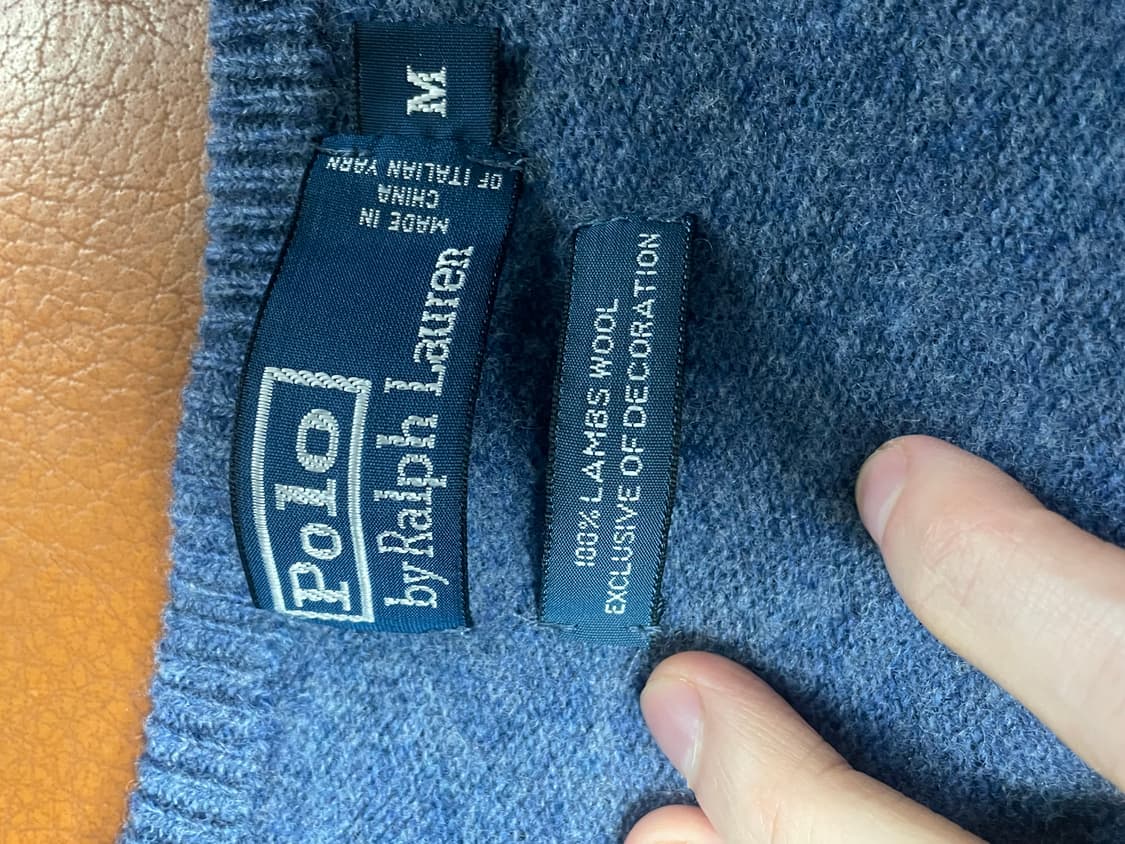 M
Polo
by Ralph Lauren
MADE IN
CHINA
OF ITALIAN YARN
100% LAMBS WOOL
EXCLUSIVE OF DECORATION